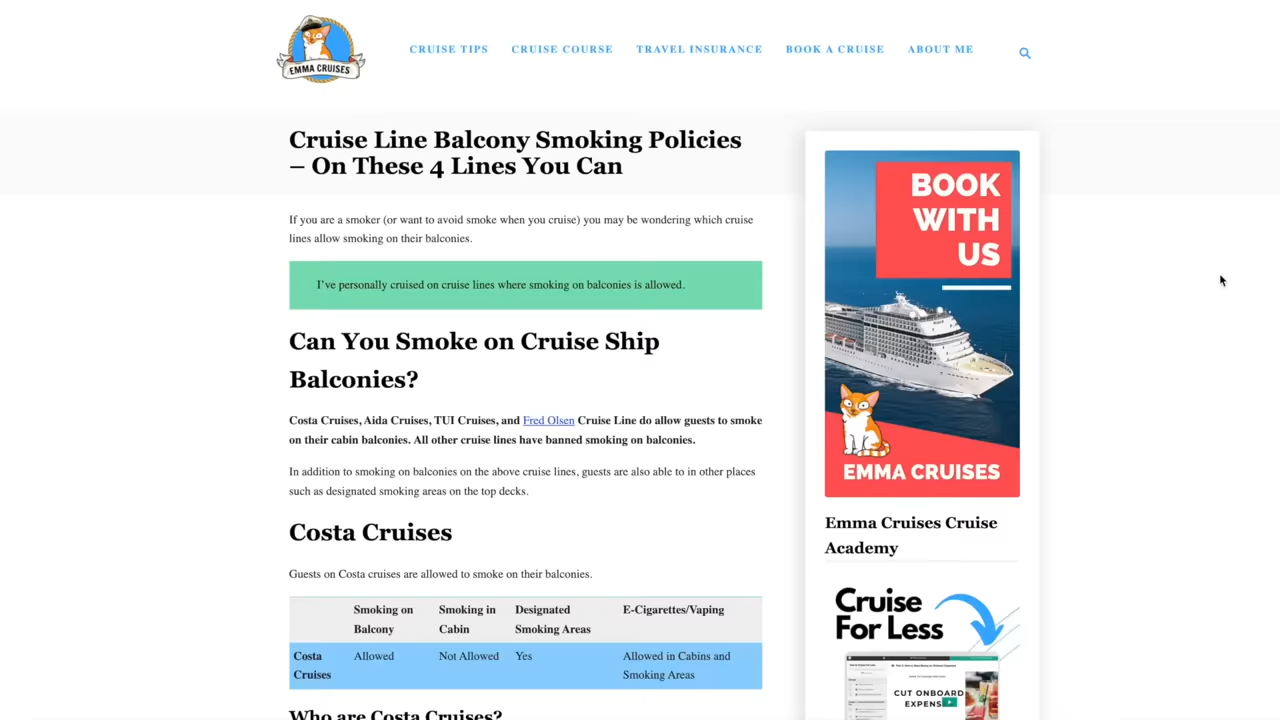 EMMA CRUISES
CRUISE TIPS
CRUISE COURSE
TRAVEL INSURANCE
BOOK A CRUISE
ABOUT ME
Cruise Line Balcony Smoking Policies
– On These 4 Lines You Can
If you are a smoker (or want to avoid smoke when you cruise) you may be wondering which cruise
lines allow smoking on their balconies.
I’ve personally cruised on cruise lines where smoking on balconies is allowed.
Can You Smoke on Cruise Ship
Balconies?
Costa Cruises, Aida Cruises, TUI Cruises, and Fred Olsen Cruise Line do allow guests to smoke
on their cabin balconies. All other cruise lines have banned smoking on balconies.
In addition to smoking on balconies on the above cruise lines, guests are also able to in other places
such as designated smoking areas on the top decks.
Costa Cruises
Guests on Costa cruises are allowed to smoke on their balconies.
Smoking on Balcony
Smoking in Cabin
Designated Smoking Areas
E-Cigarettes/Vaping
Costa Cruises
Allowed
Not Allowed
Yes
Allowed in Cabins and Smoking Areas
Who are Costa Cruises?
BOOK
WITH
US
EMMA CRUISES
Emma Cruises Cruise
Academy
Cruise
For Less
CUT ONBOARD
EXPENS